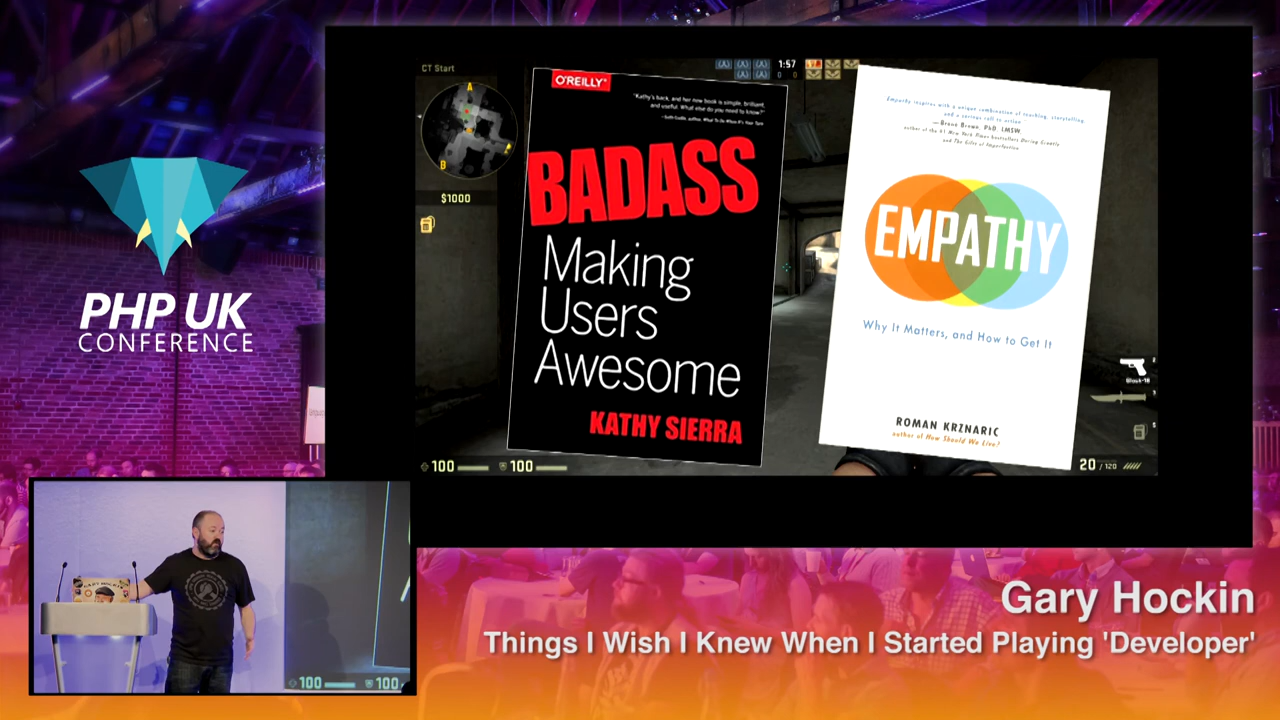 PHP UK
CONFERENCE
CT Start
A
B
$1000
1:57
0 0
O'REILLY®
"Kathy's back, and her new book is simple, brilliant,
and useful. What else do you need to know?"
BADASS
Making
Users
Awesome
KATHY SIERRA
Empathy inspires with a unique combination of teaching, storytelling
and a serious call to action
—Brené Brown, PhD, LMSW,
author of the #1 New York Times bestsellers Daring Greatly
and The Gifts of Imperfection
EMPATHY
Why It Matters, and How to Get It
ROMAN KRZNARIC
author of How Should We Live?
100
100
20 / 120
GARY HOCKIN
100
100
Gary Hockin
Things I Wish I Knew When I Started Playing 'Developer'